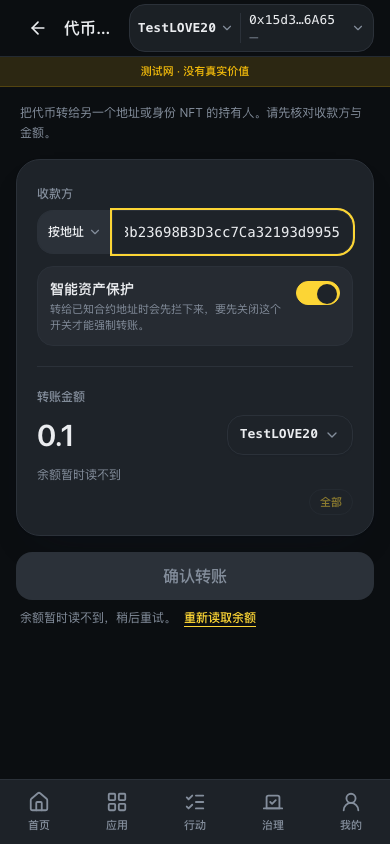 代币...
TestLOVE20
0x15d3...6A65
—
测试网 · 没有真实价值
把代币转给另一个地址或身份 NFT 的持有人。请先核对收款方与
金额。
收款方
按地址
3b23698B3D3cc7Ca32193d9955
智能资产保护
转给已知合约地址时会先拦下来，要先关闭这个
开关才能强制转账。
转账金额
0.1
TestLOVE20
余额暂时读不到
全部
确认转账
余额暂时读不到，稍后重试。 重新读取余额
首页
应用
行动
治理
我的